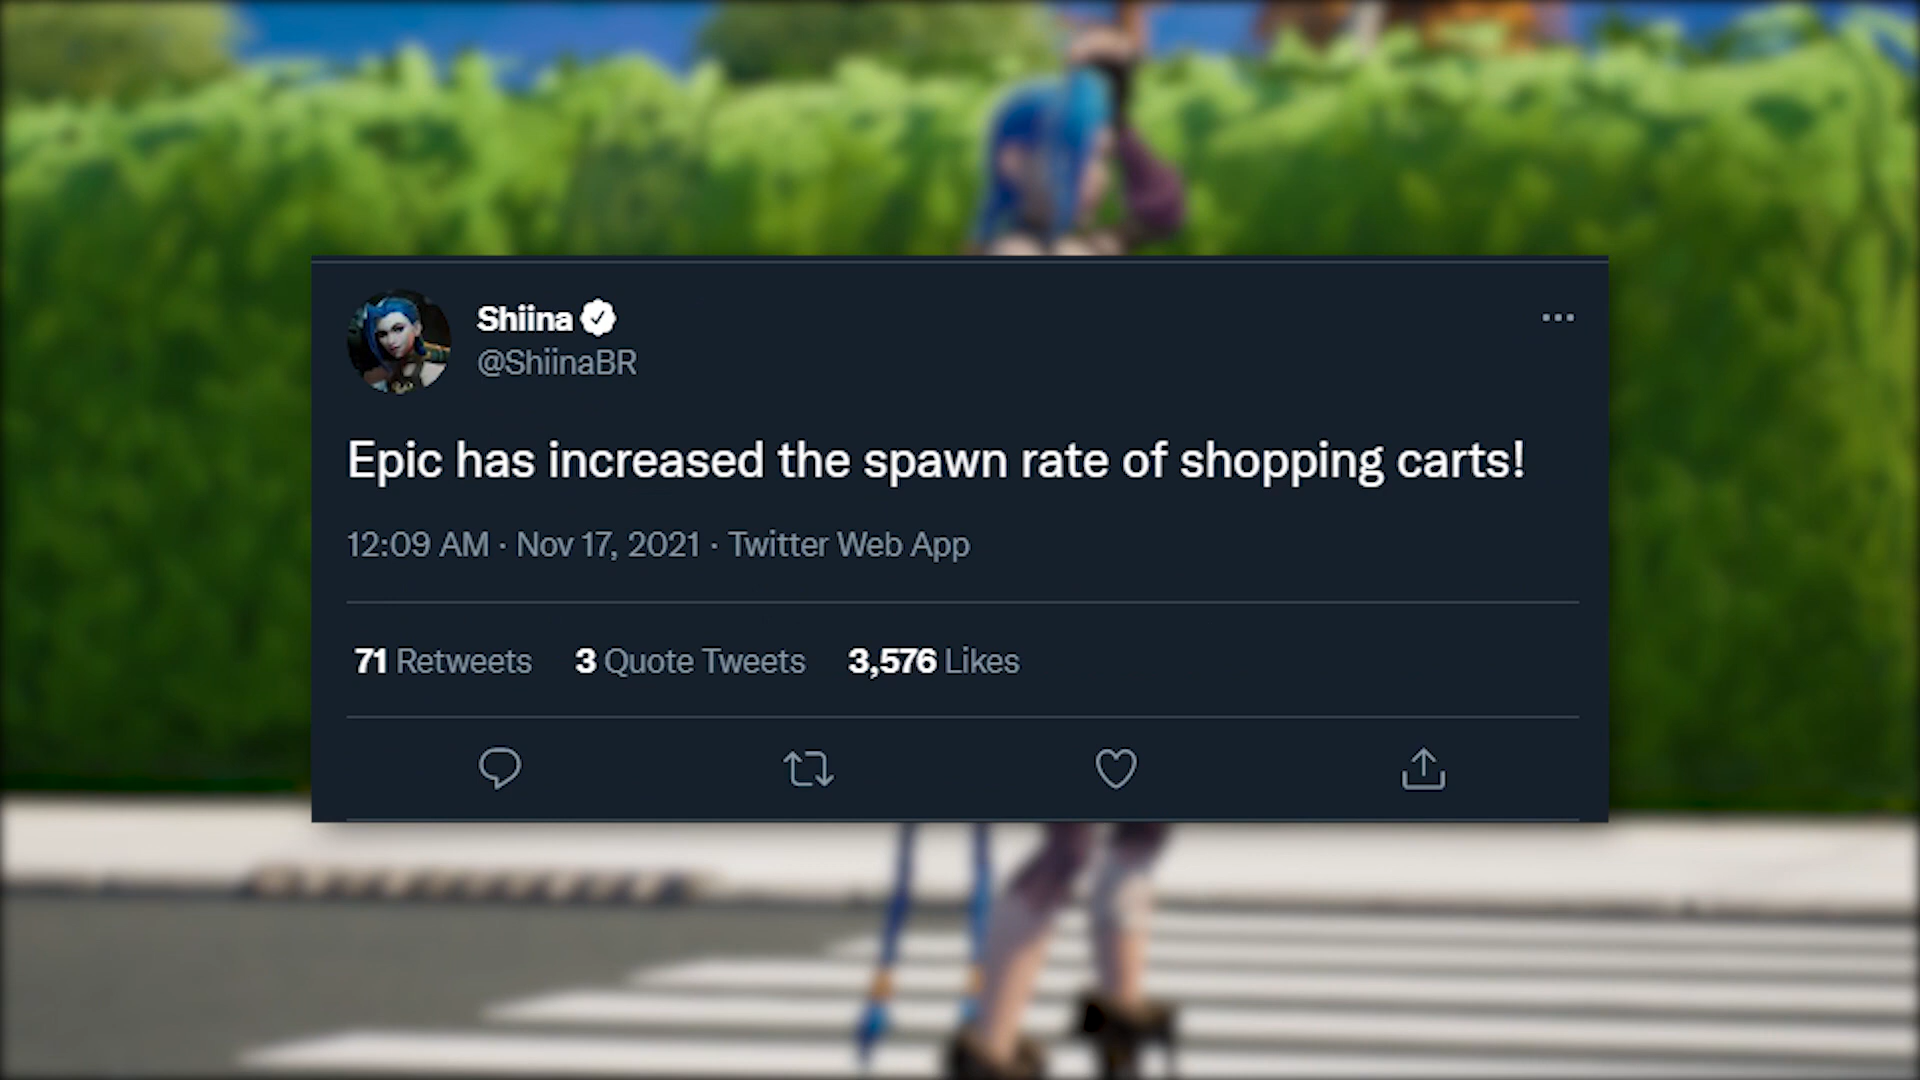 Shiina
@ShiinaBR
Epic has increased the spawn rate of shopping carts!
12:09 AM · Nov 17, 2021 · Twitter Web App
71 Retweets 3 Quote Tweets 3,576 Likes